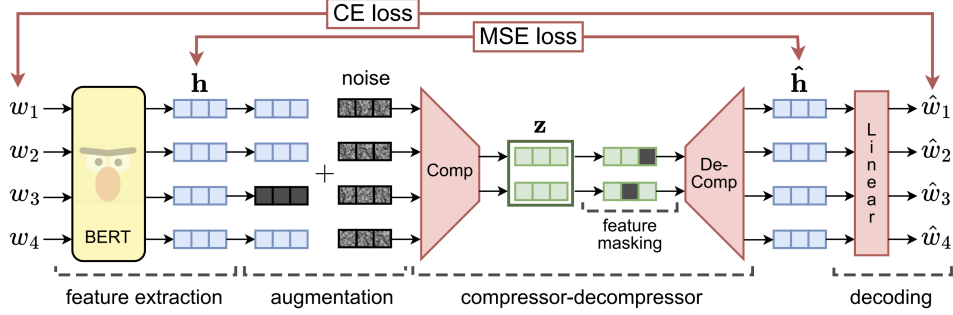 CE loss
MSE loss
h
ĥ
noise
w₁
w₂
w₃
w₄
BERT
+
Comp
z
feature
masking
De-
Comp
Linear
ŵ₁
ŵ₂
ŵ₃
ŵ₄
feature extraction
augmentation
compressor-decompressor
decoding